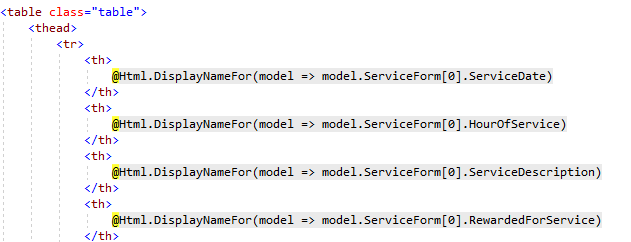 <table class="table">
<thead>
<tr>
<th>
@Html.DisplayNameFor(model => model.ServiceForm[0].ServiceDate)
</th>
<th>
@Html.DisplayNameFor(model => model.ServiceForm[0].HourOfService)
</th>
<th>
@Html.DisplayNameFor(model => model.ServiceForm[0].ServiceDescription)
</th>
<th>
@Html.DisplayNameFor(model => model.ServiceForm[0].RewardedForService)
</th>